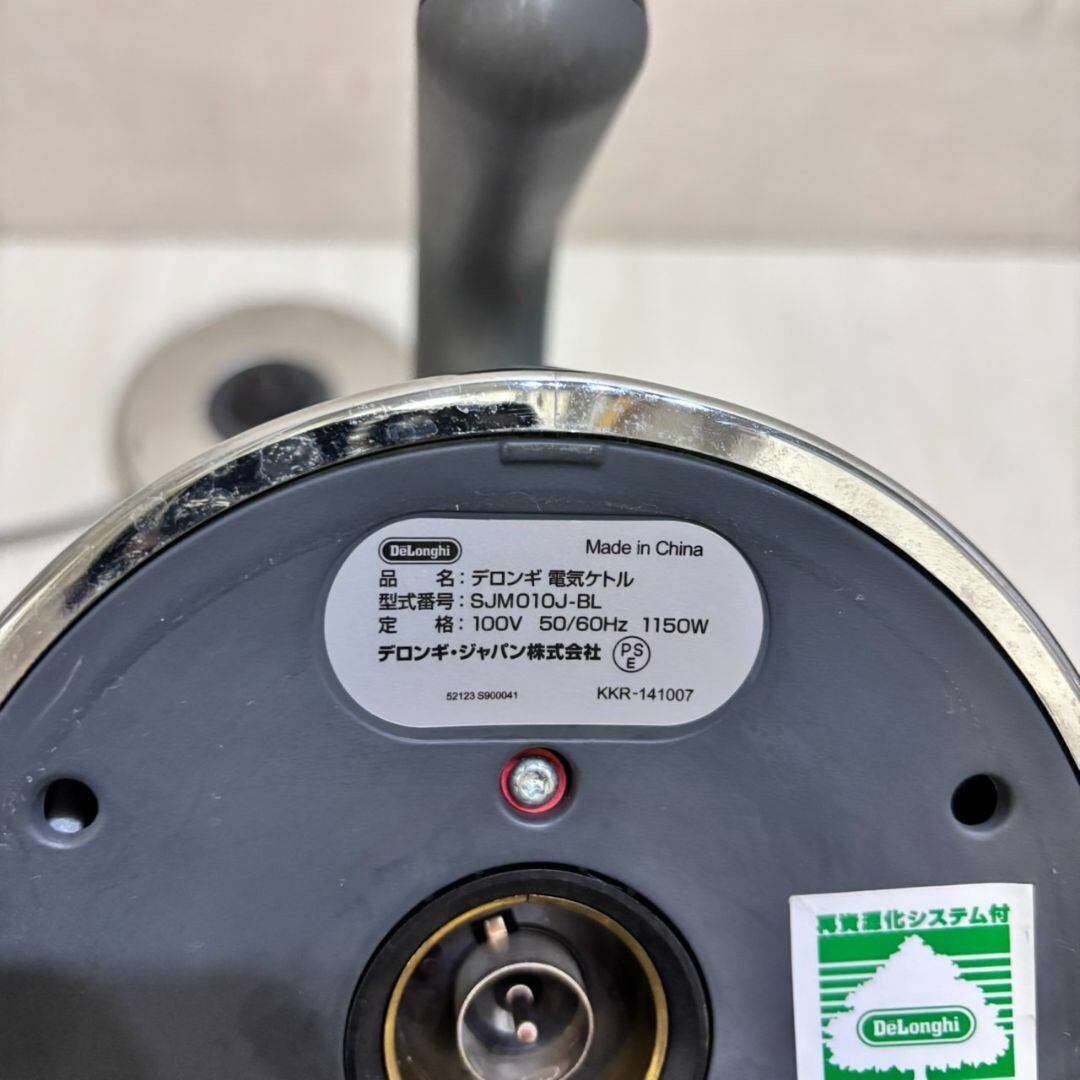 DeLonghi Made in China
品 名：デロンギ 電気ケトル
型式番号：SJM010J-BL
定 格：100V 50/60Hz 1150W
デロンギ・ジャパン株式会社 PSE
52123 S900041 KKR-141007
再資源化システム付
DeLonghi